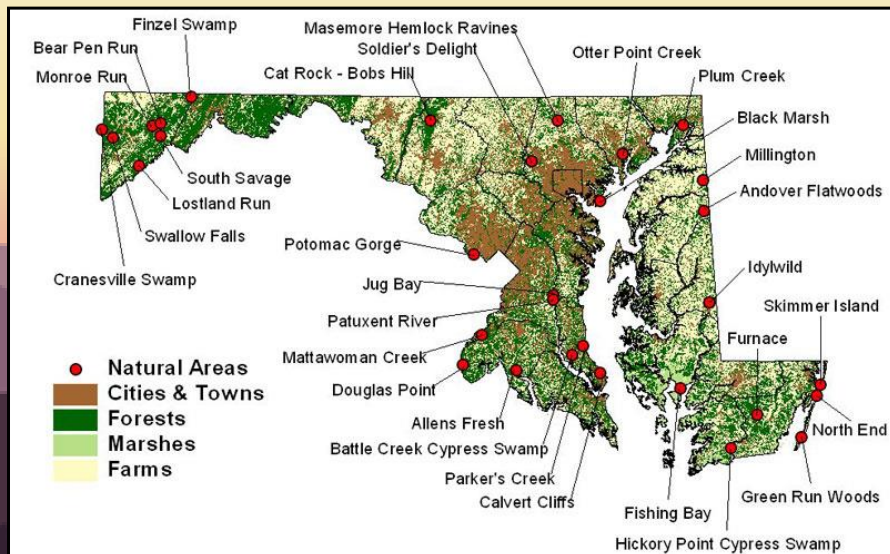 Finzel Swamp
Masemore Hemlock Ravines
Bear Pen Run
Soldier's Delight
Otter Point Creek
Monroe Run
Cat Rock - Bobs Hill
Plum Creek
Black Marsh
Millington
South Savage
Andover Flatwoods
Lostland Run
Swallow Falls
Potomac Gorge
Cranesville Swamp
Jug Bay
Idylwild
Skimmer Island
Patuxent River
Furnace
Mattawoman Creek
Douglas Point
Allens Fresh
North End
Battle Creek Cypress Swamp
Parker's Creek
Green Run Woods
Calvert Cliffs
Fishing Bay
Hickory Point Cypress Swamp
Natural Areas
Cities & Towns
Forests
Marshes
Farms